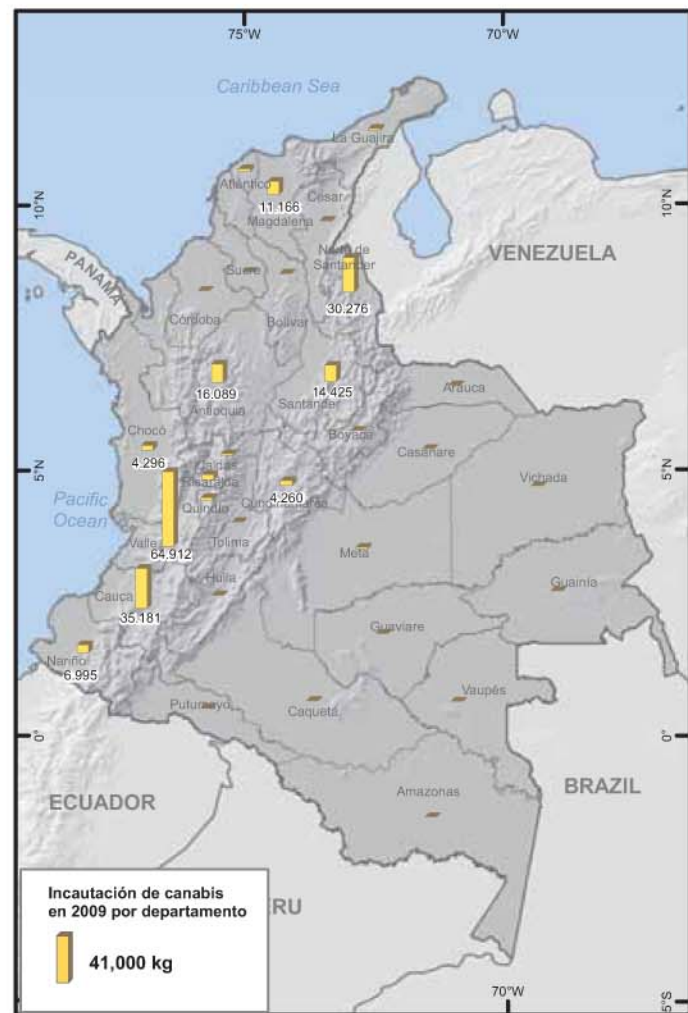 75°W
70°W
Caribbean Sea
La Guajira
Atlántico
10°N
10°N
11.166
Cesar
Magdalena
VENEZUELA
PANAMA
Sucre
Norte de
Santander
30.276
Córdoba
Bolívar
16.089
14.425
Antioquia
Santander
Arauca
Chocó
4.296
Boyacá
Casanare
5°N
5°N
Caldas
Risaralda
Vichada
Pacific
Ocean
Quindío
Cundinamarca
4.260
Valle
64.912
Tolima
Meta
Cauca
35.181
Huila
Guainía
Guaviare
Nariño
6.995
Vaupés
Putumayo
Caquetá
0°
0°
ECUADOR
Amazonas
BRAZIL
Incautación de canabis
en 2009 por departamento
41,000 kg
5°S
70°W